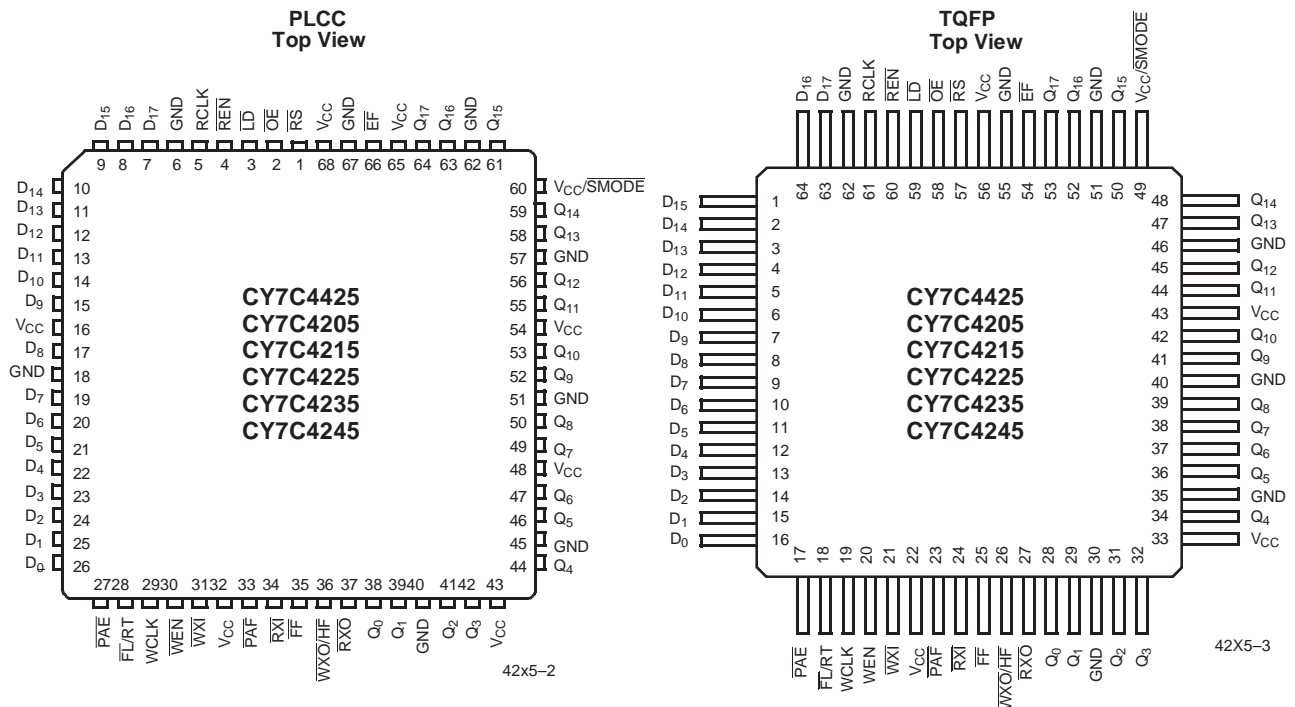 PLCC
Top View
D15 D16 D17 GND RCLK REN LD OE RS VCC GND EF VCC Q17 Q16 GND Q15
9 8 7 6 5 4 3 2 1 68 67 66 65 64 63 62 61
D14 10
D13 11
D12 12
D11 13
D10 14
D9 15
VCC 16
D8 17
GND 18
D7 19
D6 20
D5 21
D4 22
D3 23
D2 24
D1 25
D0 26
CY7C4425
CY7C4205
CY7C4215
CY7C4225
CY7C4235
CY7C4245
60 VCC/SMODE
59 Q14
58 Q13
57 GND
56 Q12
55 Q11
54 VCC
53 Q10
52 Q9
51 GND
50 Q8
49 Q7
48 VCC
47 Q6
46 Q5
45 GND
44 Q4
27 28 29 30 31 32 33 34 35 36 37 38 39 40 41 42 43
PAE FL/RT WCLK WEN WXI VCC PAF RXI FF WXO/HF RXO Q0 Q1 GND Q2 Q3 VCC
42x5–2
TQFP
Top View
D16 D17 GND RCLK REN LD OE RS VCC GND EF Q17 Q16 GND Q15 VCC/SMODE
64 63 62 61 60 59 58 57 56 55 54 53 52 51 50 49
D15 1
D14 2
D13 3
D12 4
D11 5
D10 6
D9 7
D8 8
D7 9
D6 10
D5 11
D4 12
D3 13
D2 14
D1 15
D0 16
CY7C4425
CY7C4205
CY7C4215
CY7C4225
CY7C4235
CY7C4245
48 Q14
47 Q13
46 GND
45 Q12
44 Q11
43 VCC
42 Q10
41 Q9
40 GND
39 Q8
38 Q7
37 Q6
36 Q5
35 GND
34 Q4
33 VCC
17 18 19 20 21 22 23 24 25 26 27 28 29 30 31 32
PAE FL/RT WCLK WEN WXI VCC PAF RXI FF WXO/HF RXO Q0 Q1 GND Q2 Q3
42X5–3